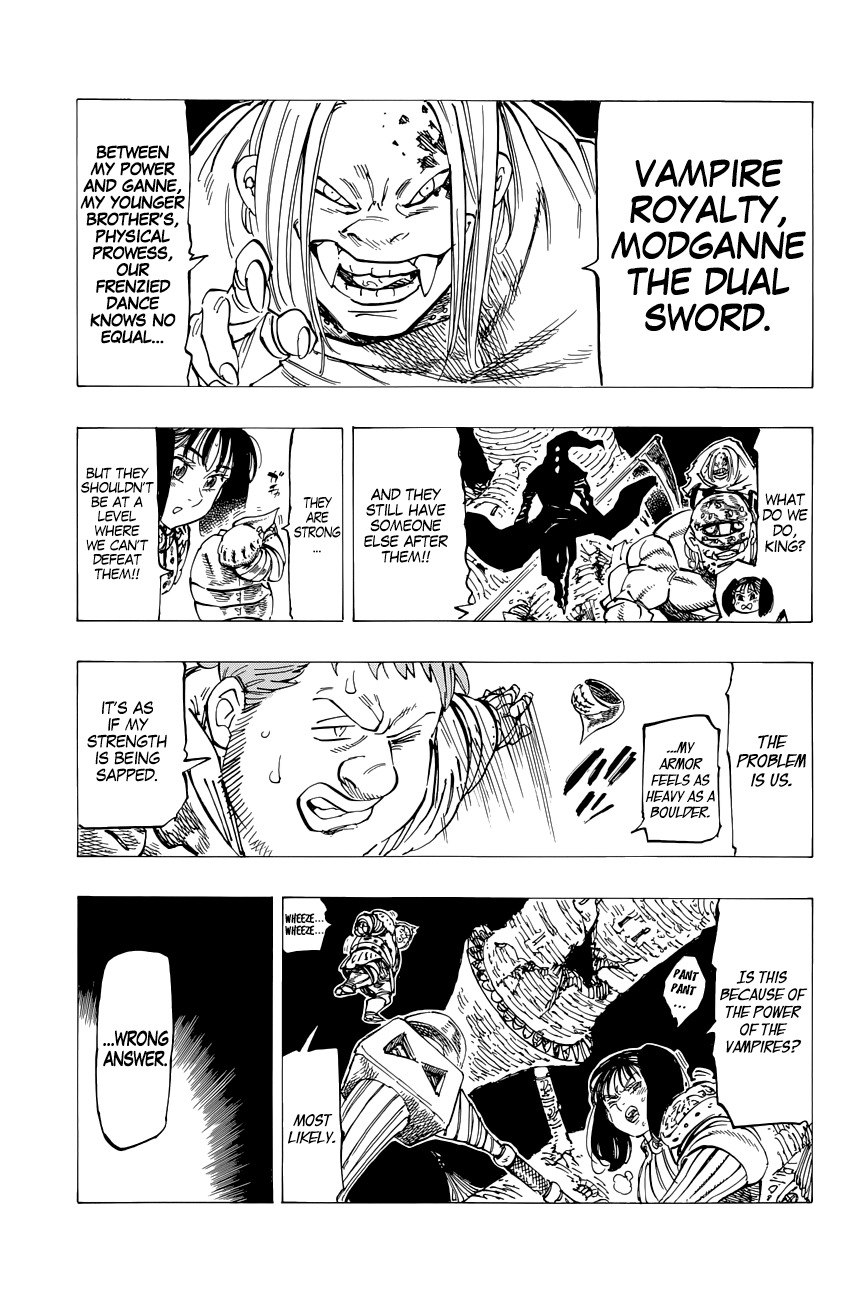 VAMPIRE
ROYALTY,
MODGANNE
THE DUAL
SWORD.
BETWEEN
MY POWER
AND GANNE,
MY YOUNGER
BROTHER'S,
PHYSICAL
PROWESS,
OUR
FRENZIED
DANCE
KNOWS NO
EQUAL...
WHAT
DO WE
DO,
KING?
AND THEY
STILL HAVE
SOMEONE
ELSE AFTER
THEM!!
THEY
ARE
STRONG
...
BUT THEY
SHOULDN'T
BE AT A
LEVEL
WHERE
WE CAN'T
DEFEAT
THEM!!
THE
PROBLEM
IS US.
...MY
ARMOR
FEELS AS
HEAVY AS A
BOULDER.
IT'S AS
IF MY
STRENGTH
IS BEING
SAPPED.
IS THIS
BECAUSE OF
THE POWER
OF THE
VAMPIRES?
PANT
PANT
...
WHEEZE...
WHEEZE...
MOST
LIKELY.
...WRONG
ANSWER.